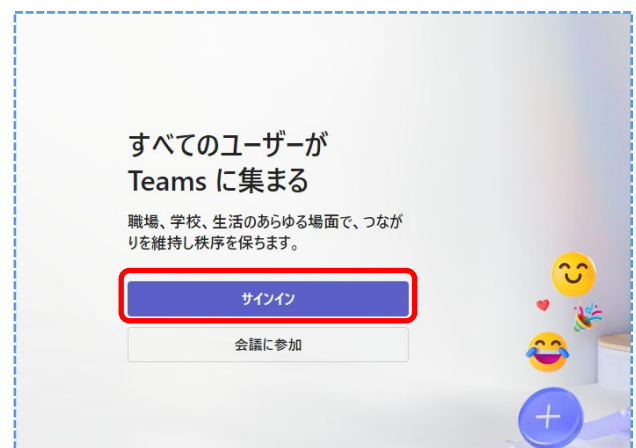 すべてのユーザーが
Teams に集まる
職場、学校、生活のあらゆる場面で、つなが
りを維持し秩序を保ちます。
サインイン
会議に参加